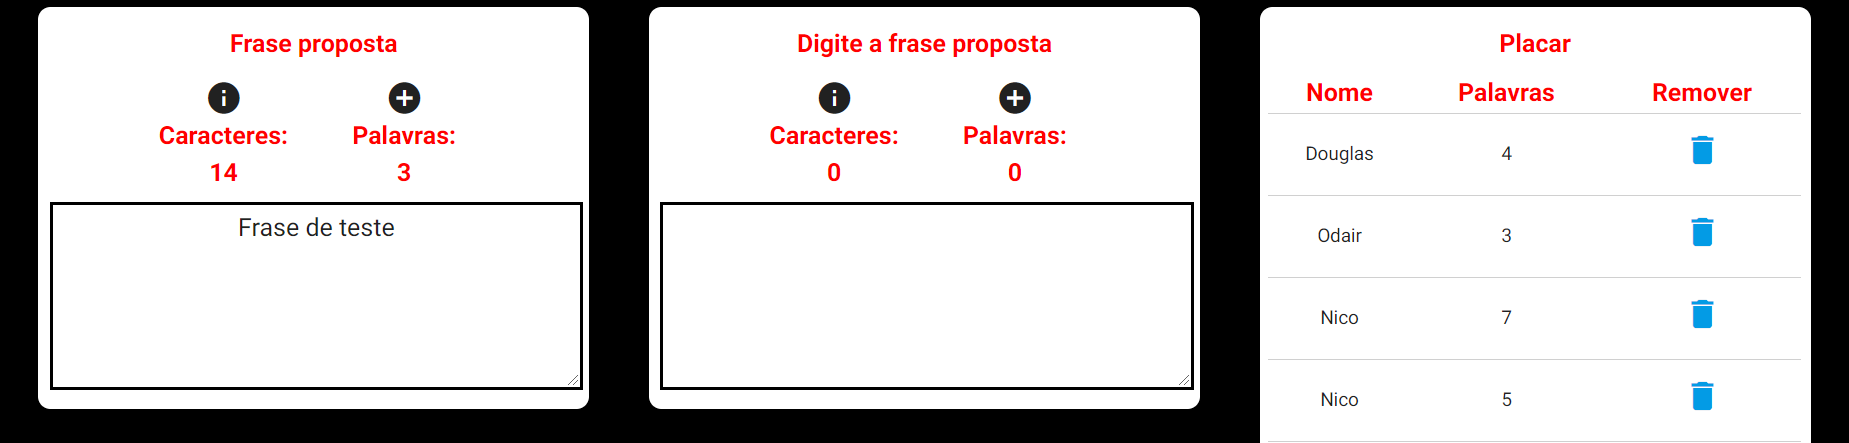 Frase proposta
Caracteres:
14
Palavras:
3
Frase de teste
Digite a frase proposta
Caracteres:
0
Palavras:
0
Placar
Nome Palavras Remover
Douglas 4
Odair 3
Nico 7
Nico 5